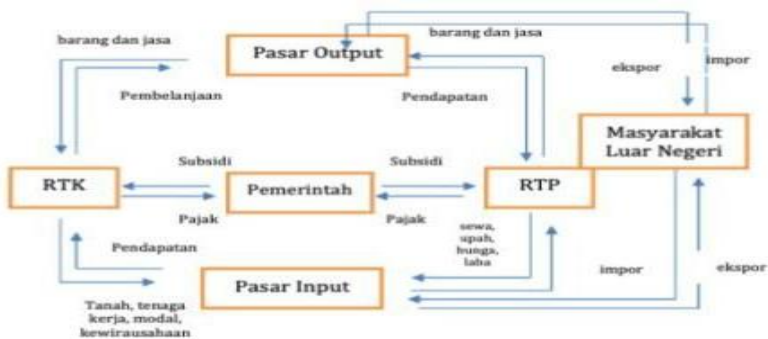 barang dan jasa
Pasar Output
barang dan jasa
ekspor
impor
Pembelanjaan
Pendapatan
Masyarakat
Luar Negeri
Subsidi
Subsidi
RTK
Pemerintah
RTP
Pajak
Pajak
sewa,
upah,
bunga,
laba
Pendapatan
Pasar Input
impor
ekspor
Tanah, tenaga
kerja, modal,
kewirausahaan